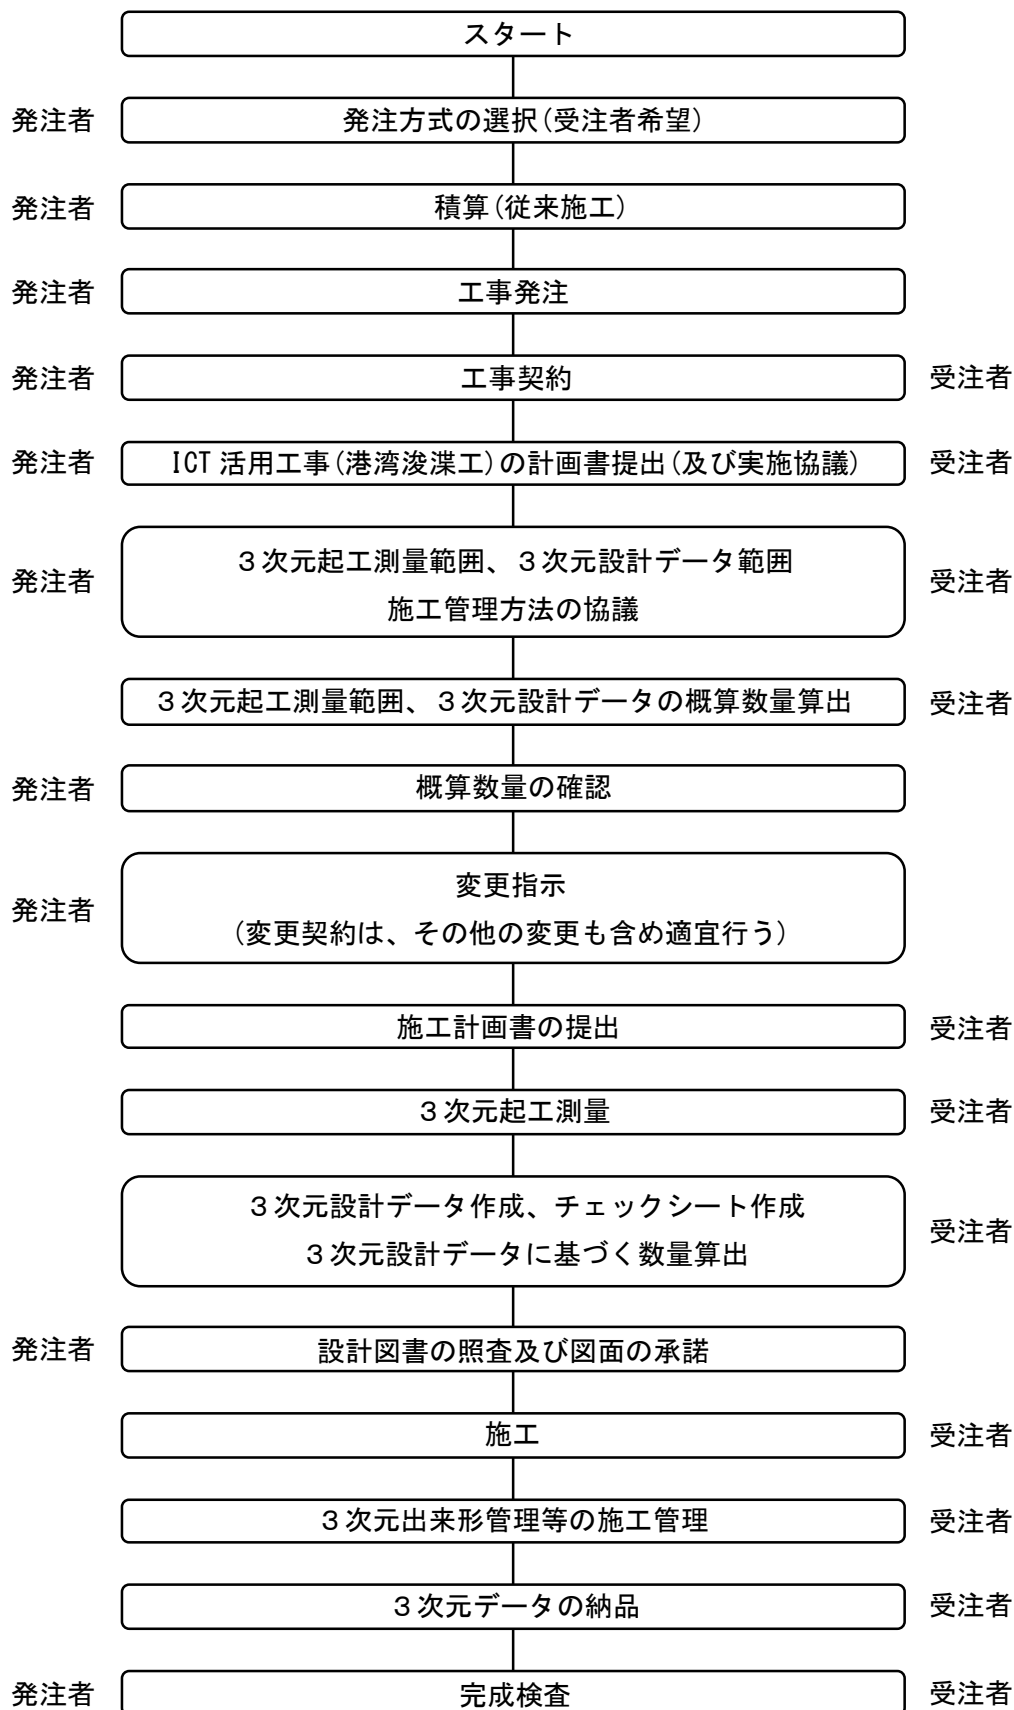 スタート
発注者 発注方式の選択(受注者希望)
発注者 積算(従来施工)
発注者 工事発注
発注者 工事契約 受注者
発注者 ICT 活用工事(港湾浚渫工)の計画書提出(及び実施協議) 受注者
３次元起工測量範囲、３次元設計データ範囲
発注者 受注者
施工管理方法の協議
３次元起工測量範囲、３次元設計データの概算数量算出 受注者
発注者 概算数量の確認
変更指示
発注者
(変更契約は、その他の変更も含め適宜行う)
施工計画書の提出 受注者
３次元起工測量 受注者
３次元設計データ作成、チェックシート作成
受注者
３次元設計データに基づく数量算出
発注者 設計図書の照査及び図面の承諾
施工 受注者
３次元出来形管理等の施工管理 受注者
３次元データの納品 受注者
発注者 完成検査 受注者